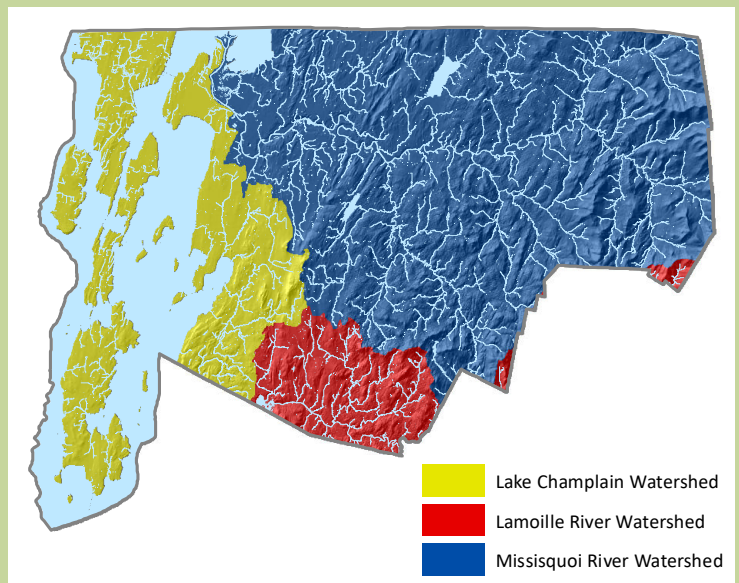 Lake Champlain Watershed
Lamoille River Watershed
Missisquoi River Watershed